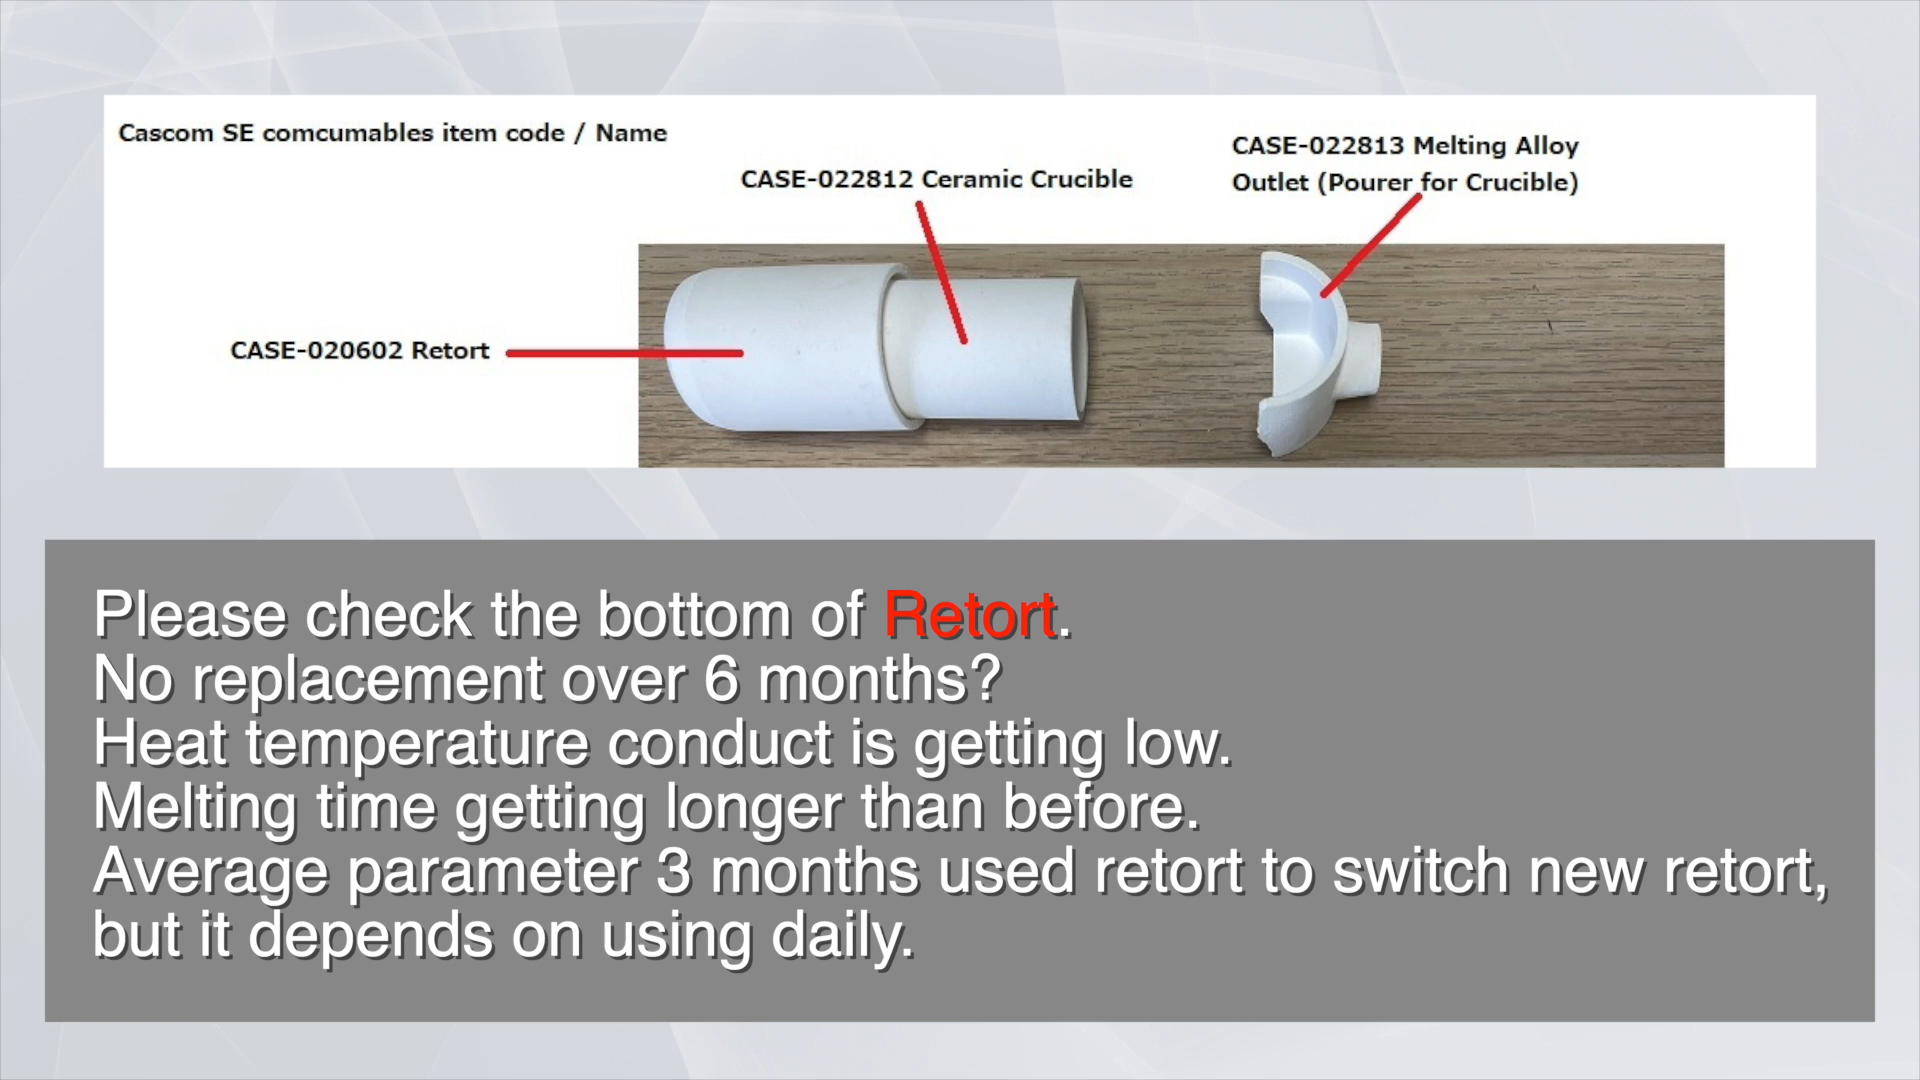 Cascom SE comcumables item code / Name
CASE-022812 Ceramic Crucible
CASE-022813 Melting Alloy
Outlet (Pourer for Crucible)
CASE-020602 Retort
Please check the bottom of Retort.
No replacement over 6 months?
Heat temperature conduct is getting low.
Melting time getting longer than before.
Average parameter 3 months used retort to switch new retort,
but it depends on using daily.